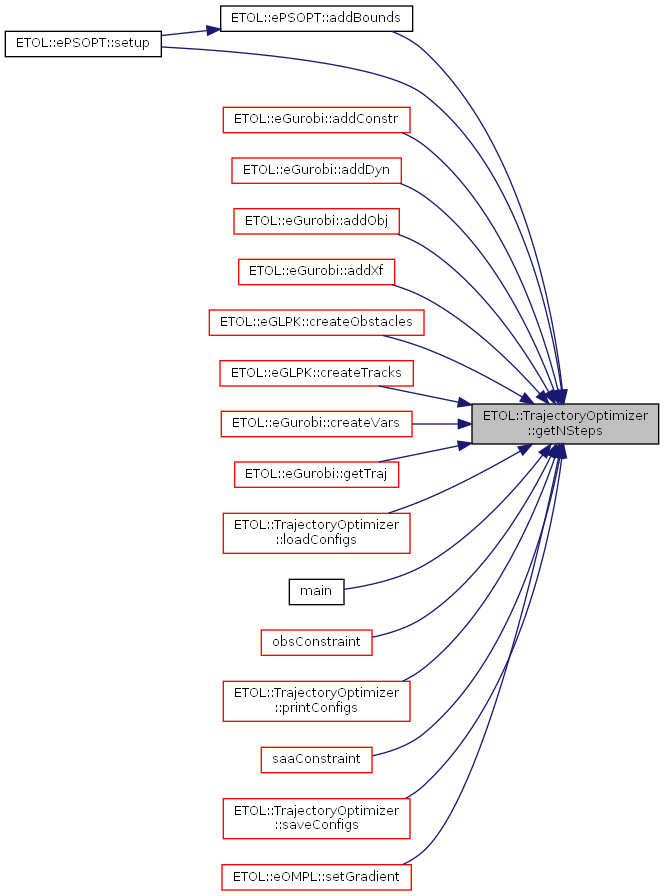 ETOL::ePSOPT::addBounds
ETOL::ePSOPT::setup
ETOL::eGurobi::addConstr
ETOL::eGurobi::addDyn
ETOL::eGurobi::addObj
ETOL::eGurobi::addXf
ETOL::eGLPK::createObstacles
ETOL::eGLPK::createTracks
ETOL::TrajectoryOptimizer
::getNSteps
ETOL::eGurobi::createVars
ETOL::eGurobi::getTraj
ETOL::TrajectoryOptimizer
::loadConfigs
main
obsConstraint
ETOL::TrajectoryOptimizer
::printConfigs
saaConstraint
ETOL::TrajectoryOptimizer
::saveConfigs
ETOL::eOMPL::setGradient